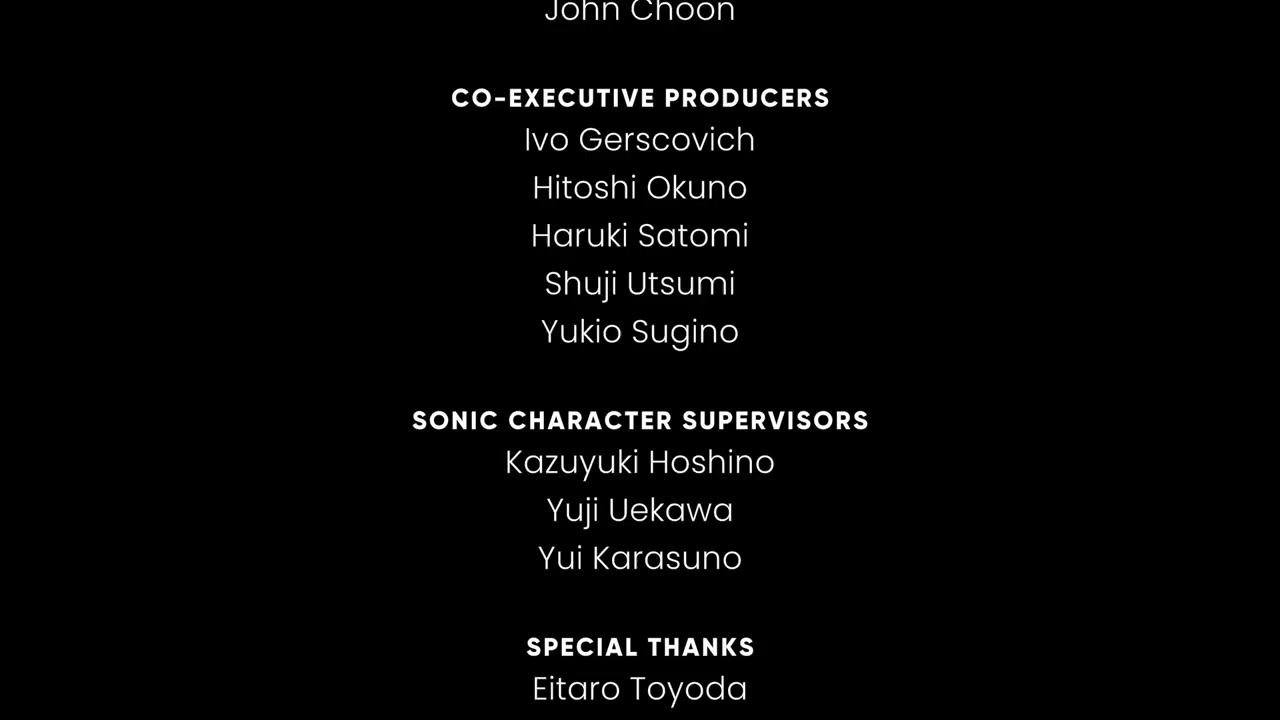 John Choon
CO-EXECUTIVE PRODUCERS
Ivo Gerscovich
Hitoshi Okuno
Haruki Satomi
Shuji Utsumi
Yukio Sugino
SONIC CHARACTER SUPERVISORS
Kazuyuki Hoshino
Yuji Uekawa
Yui Karasuno
SPECIAL THANKS
Eitaro Toyoda